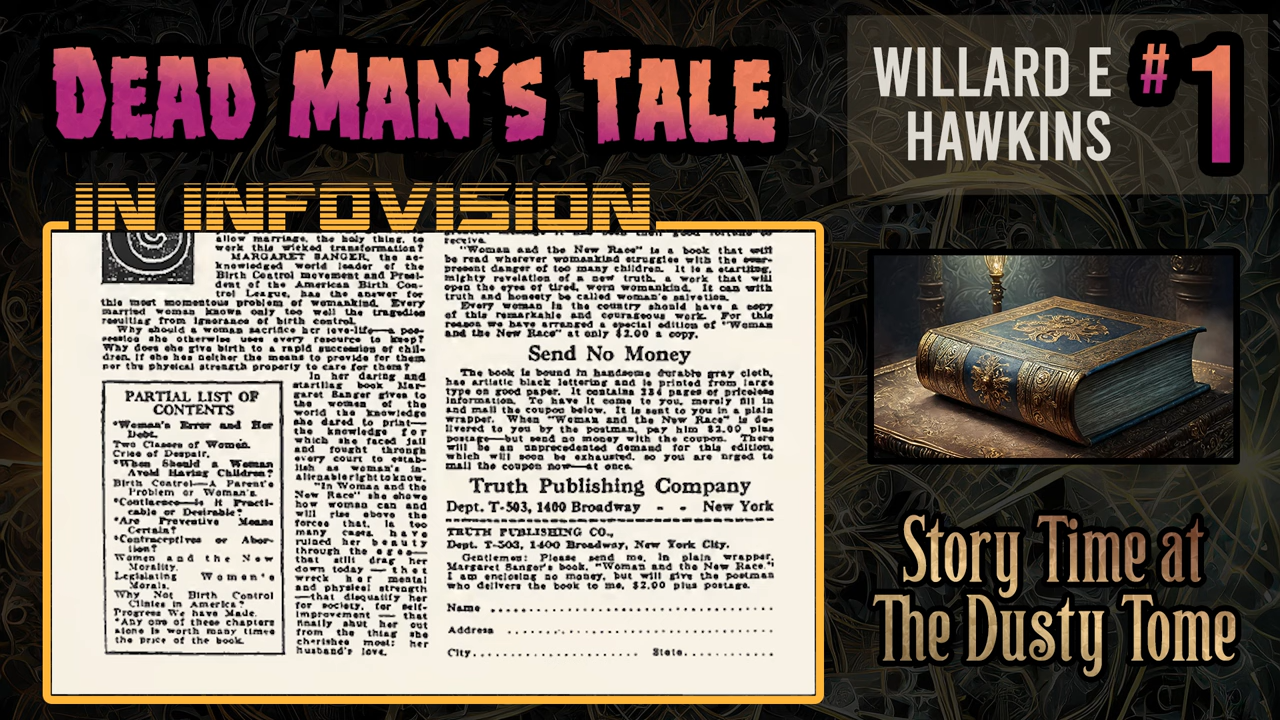 DEAD MAN'S TALE
WILLARD E
HAWKINS
#1
IN INFOVISION
allow marriage, the holy thing, to
work this wicked transformation?
MARGARET SANGER, the ac-
knowledged world leader of the
Birth Control movement and Presi-
dent of the American Birth Con-
trol League, has the answer for
this most momentous problem of womankind. Every
married woman knows only too well the tragedies
resulting from ignorance of birth control.
Why should a woman sacrifice her love-life—a pos-
session she otherwise uses every resource to keep?
Why does she give birth to a rapid succession of chil-
dren, if she has neither the means to provide for them
nor the physical strength properly to care for them?
PARTIAL LIST OF
CONTENTS
*Woman's Error and Her
Debt.
Two Classes of Women.
Cries of Despair.
*When Should a Woman
Avoid Having Children?
Birth Control—A Parent's
Problem or Woman's.
*Continence—Is it Practi-
cable or Desirable?
*Are Preventive Means
Certain?
*Contraceptives or Abor-
tion?
Women and the New
Morality.
Legislating Women's
Morals.
Why Not Birth Control
Clinics in America?
Progress We have Made.
*Any one of these chapters
alone is worth many times
the price of the book.
In her daring and
startling book Mar-
garet Sanger gives to
the women of the
world the knowledge
she dared to print—
the knowledge for
which she faced jail
and fought through
every court to estab-
lish as woman's in-
alienable right to know.
"In Woman and the
New Race" she shows
how woman can and
will rise above the
forces that, in too
many cases, have
ruined her beauty
through the ages—
that still drag her
down today—that
wreck her mental
and physical strength
—that disqualify her
for society, for self-
improvement—that
finally shut her out
from the thing she
cherishes most: her
husband's love.
receive.
"Woman and the New Race" is a book that will
be read wherever womankind struggles with the ever-
present danger of too many children. It is a startling,
mighty revelation of a new truth. A work that will
open the eyes of tired, worn womankind. It can with
truth and honesty be called woman's salvation.
Every woman in the country should have a copy
of this remarkable and courageous work. For this
reason we have arranged a special edition of "Woman
and the New Race" at only $2.00 a copy.
Send No Money
The book is bound in handsome durable gray cloth,
has artistic black lettering and is printed from large
type on good paper. It contains 234 pages of priceless
information. To have it come to you, merely fill in
and mail the coupon below. It is sent to you in a plain
wrapper. When "Woman and the New Race" is de-
livered to you by the postman, pay him $2.00 plus
postage—but send no money with the coupon. There
will be an unprecedented demand for this edition,
which will soon be exhausted, so you are urged to
mail the coupon now—at once.
Truth Publishing Company
Dept. T-503, 1400 Broadway - - New York
TRUTH PUBLISHING CO.,
Dept. T-503, 1400 Broadway, New York City.
Gentlemen: Please send me, in plain wrapper,
Margaret Sanger's book, "Woman and the New Race."
I am enclosing no money, but will give the postman
who delivers the book to me, $2.00 plus postage.
Name
Address
City State
Story Time at
The Dusty Tome